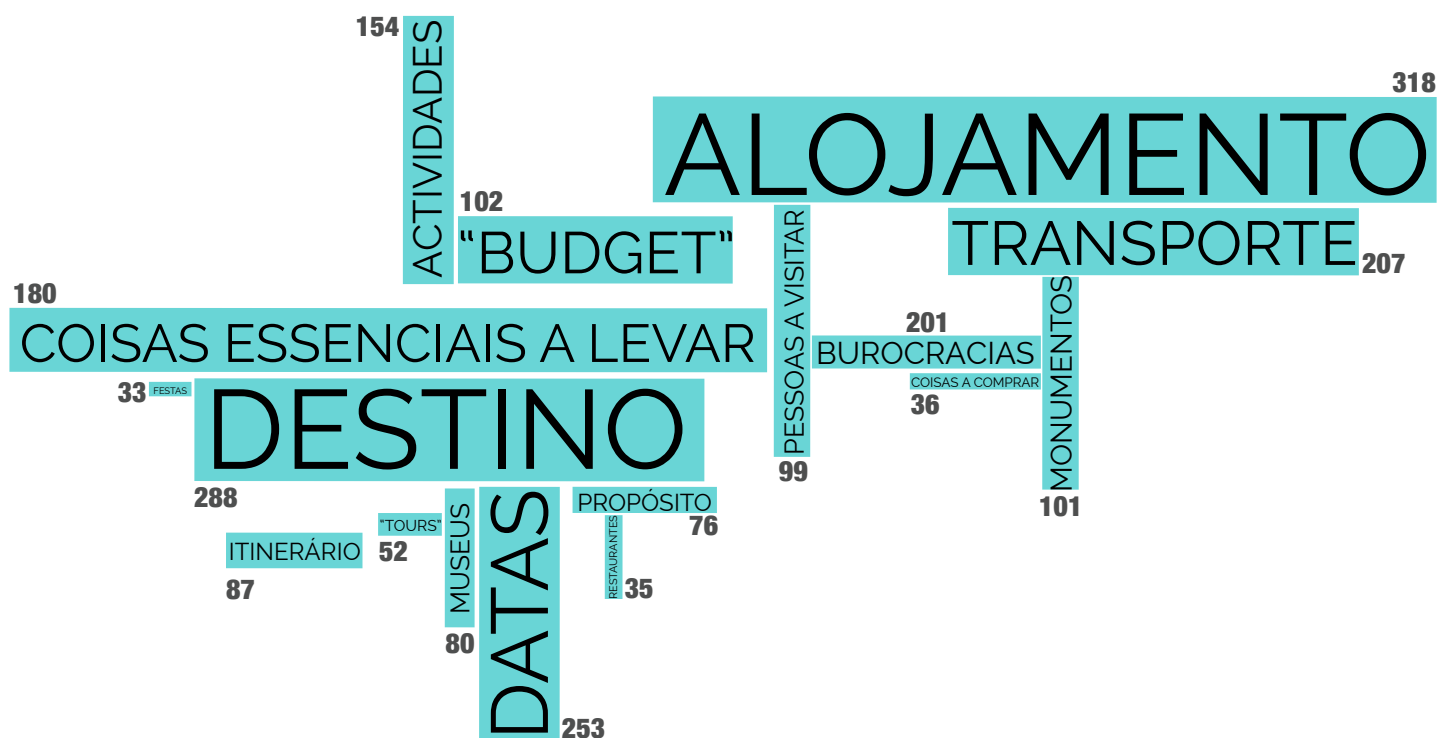 154
ACTIVIDADES
318
ALOJAMENTO
102
"BUDGET"
TRANSPORTE
207
180
COISAS ESSENCIAIS A LEVAR
PESSOAS A VISITAR
99
201
BUROCRACIAS
COISAS A COMPRAR
36
MONUMENTOS
101
33
FESTAS
DESTINO
288
ITINERÁRIO
87
"TOURS"
52
MUSEUS
80
DATAS
253
PROPÓSITO
76
RESTAURANTES
35